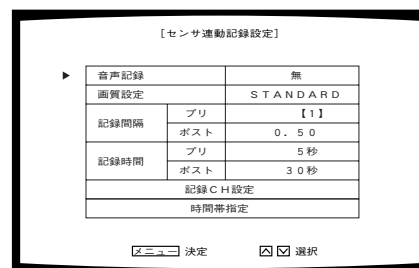 [センサ連動記録設定]
▶ 音声記録 無
画質設定 STANDARD
記録間隔 プリ 【1】
ポスト 0．50
記録時間 プリ 5秒
ポスト 30秒
記録CH設定
時間帯指定
メニュー 決定 選択